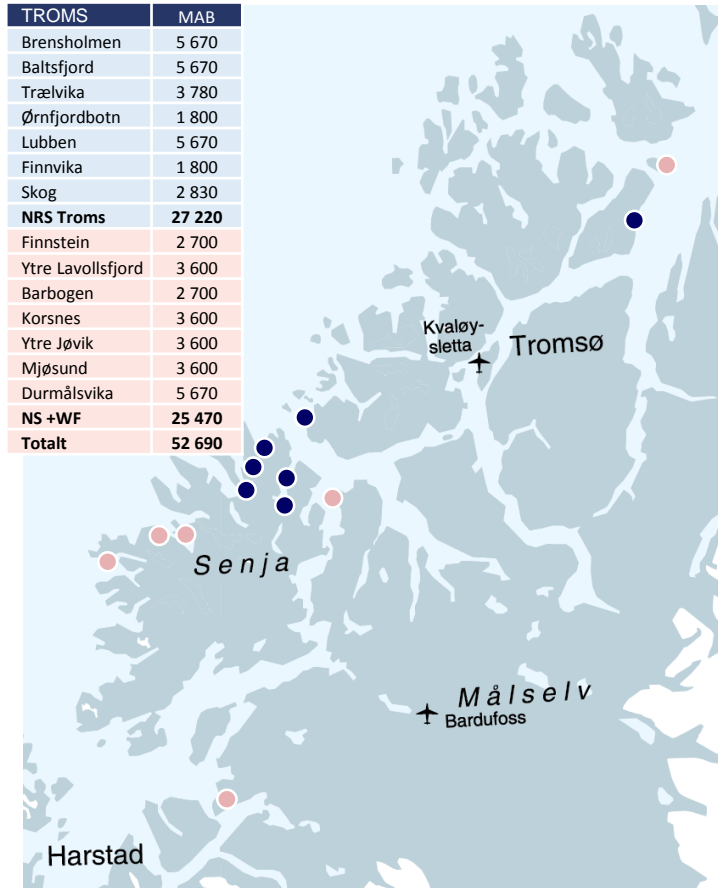 TROMS MAB
Brensholmen 5 670
Baltsfjord 5 670
Trælvika 3 780
Ørnfjordbotn 1 800
Lubben 5 670
Finnvika 1 800
Skog 2 830
NRS Troms 27 220
Finnstein 2 700
Ytre Lavollsfjord 3 600
Barbogen 2 700
Korsnes 3 600
Ytre Jøvik 3 600
Mjøsund 3 600
Durmålsvika 5 670
NS +WF 25 470
Totalt 52 690
Kvaløy-
sletta
Tromsø
Senja
Målselv
Bardufoss
Harstad